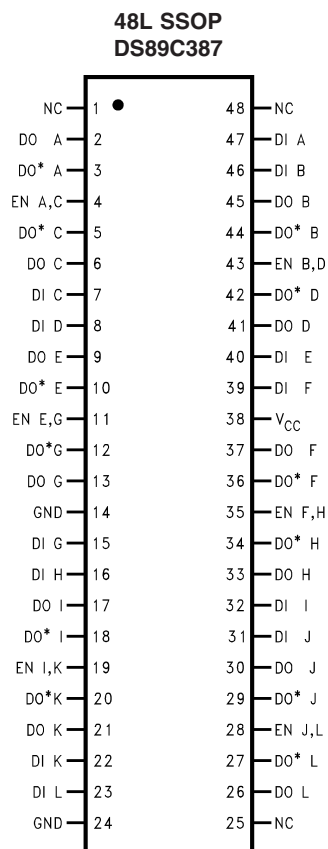 48L SSOP
DS89C387
NC 1 48 NC
DO A 2 47 DI A
DO* A 3 46 DI B
EN A,C 4 45 DO B
DO* C 5 44 DO* B
DO C 6 43 EN B,D
DI C 7 42 DO* D
DI D 8 41 DO D
DO E 9 40 DI E
DO* E 10 39 DI F
EN E,G 11 38 VCC
DO*G 12 37 DO F
DO G 13 36 DO* F
GND 14 35 EN F,H
DI G 15 34 DO* H
DI H 16 33 DO H
DO I 17 32 DI I
DO* I 18 31 DI J
EN I,K 19 30 DO J
DO*K 20 29 DO* J
DO K 21 28 EN J,L
DI K 22 27 DO* L
DI L 23 26 DO L
GND 24 25 NC